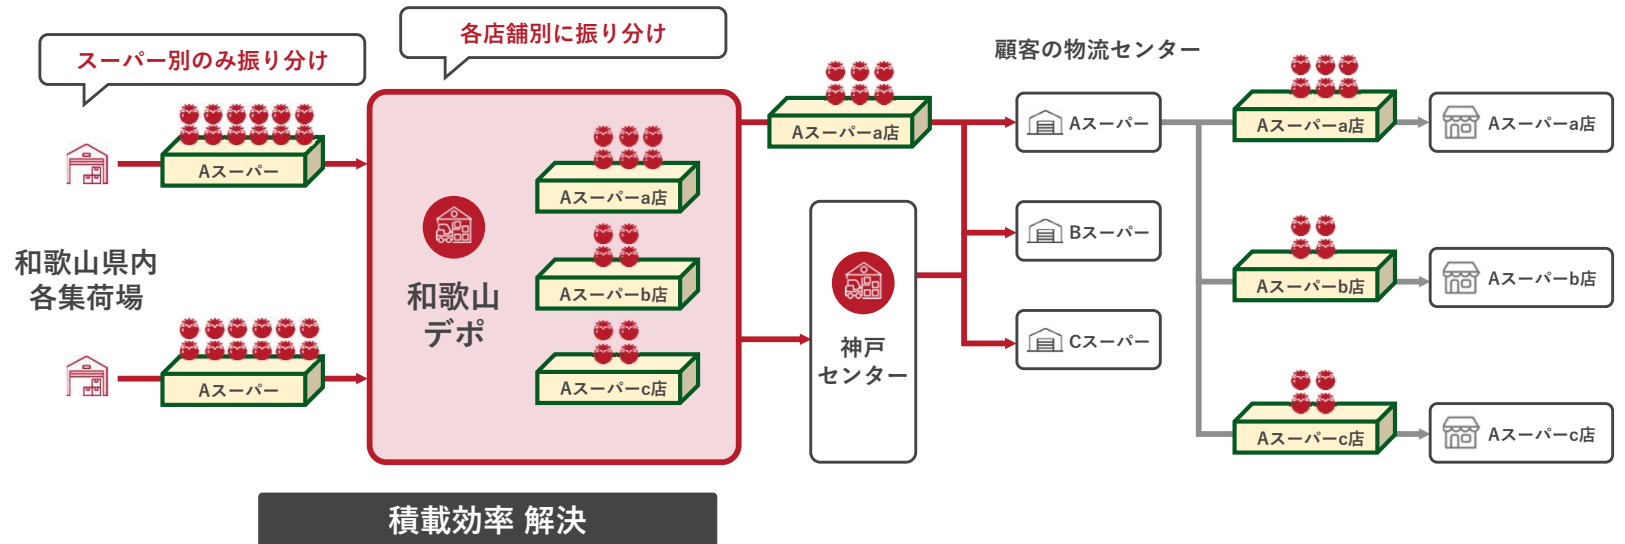 スーパー別のみ振り分け
各店舗別に振り分け
顧客の物流センター
和歌山県内
各集荷場
Aスーパー
Aスーパー
和歌山
デポ
Aスーパーa店
Aスーパーb店
Aスーパーc店
Aスーパーa店
神戸
センター
Aスーパー
Bスーパー
Cスーパー
Aスーパーa店
Aスーパーb店
Aスーパーc店
Aスーパーa店
Aスーパーb店
Aスーパーc店
積載効率 解決